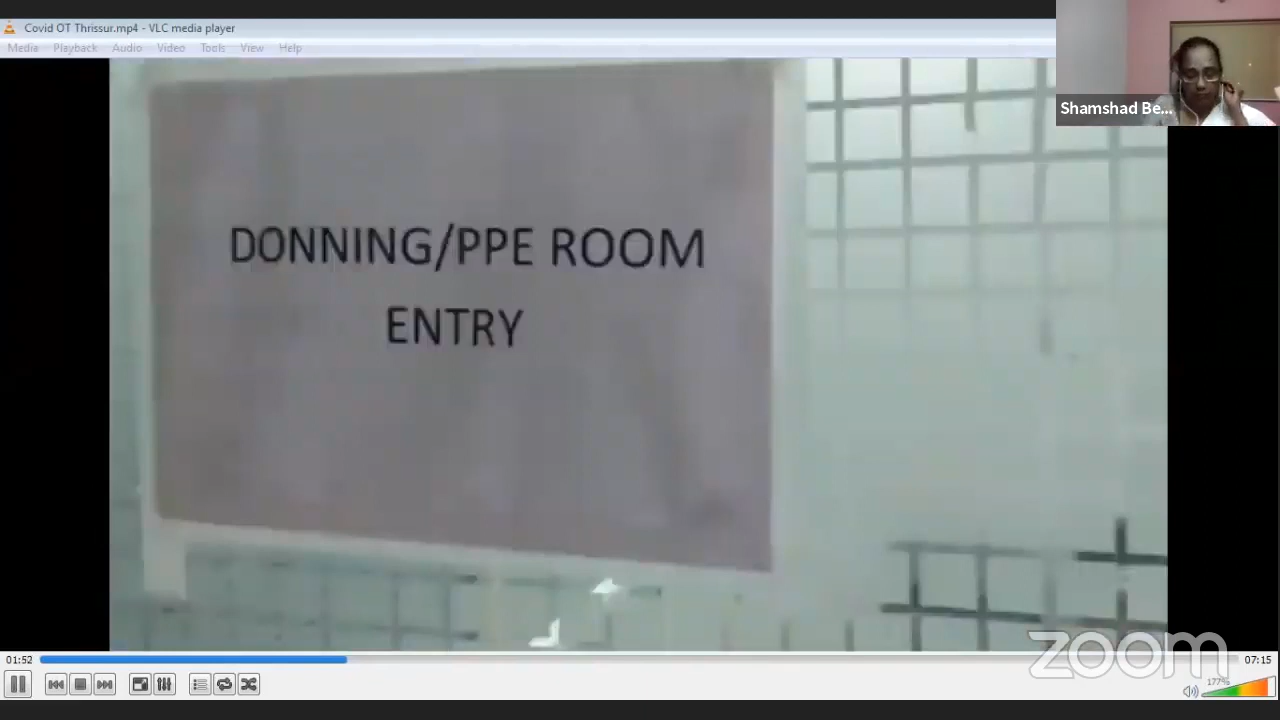 Covid OT Thrissur.mp4 - VLC media player
Media Playback Audio Video Tools View Help
Shamshad Be...
DONNING/PPE ROOM
ENTRY
zoom
01:52
07:15
177%